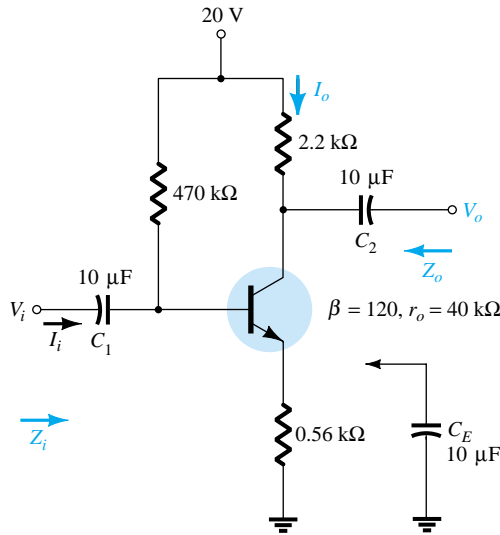 20 V
I_o
2.2 kΩ
470 kΩ
10 µF
V_o
C_2
Z_o
10 µF
V_i
I_i
C_1
β = 120, r_o = 40 kΩ
Z_i
0.56 kΩ
C_E
10 µF